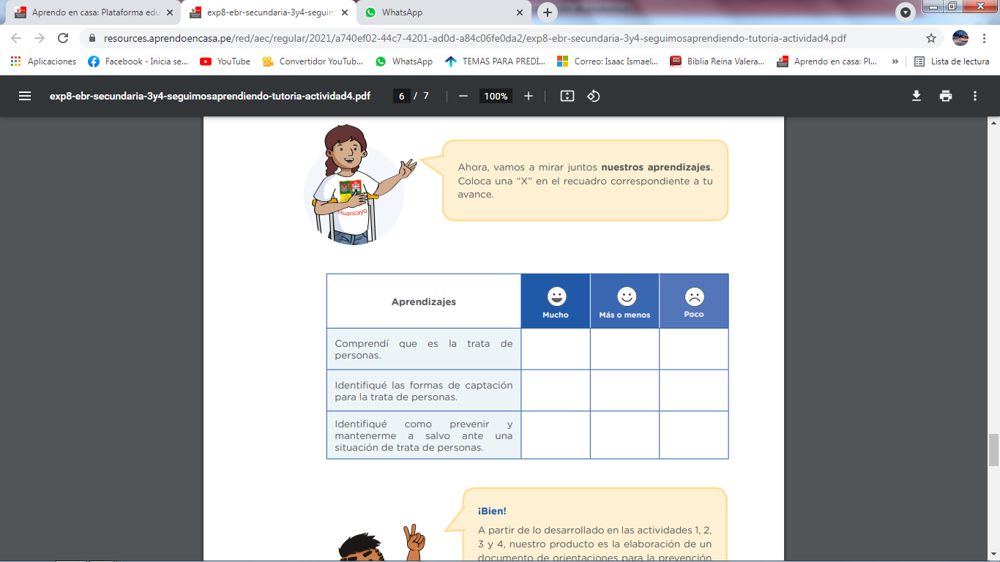 Aprendo en casa: Plataforma edu
exp8-ebr-secundaria-3y4-seguim
WhatsApp
resources.aprendoencasa.pe/red/aec/regular/2021/a740ef02-44c7-4201-ad0d-a84c06fe0da2/exp8-ebr-secundaria-3y4-seguimosaprendiendo-tutoria-actividad4.pdf
Aplicaciones
Facebook - Inicia se...
YouTube
Convertidor YouTub...
WhatsApp
TEMAS PARA PREDI...
Correo: Isaac Ismael...
Biblia Reina Valera...
Aprendo en casa: Pl...
»
Lista de lectura
exp8-ebr-secundaria-3y4-seguimosaprendiendo-tutoria-actividad4.pdf
6 / 7
100%
Huancayo
Ahora, vamos a mirar juntos nuestros aprendizajes.
Coloca una “X” en el recuadro correspondiente a tu
avance.
Aprendizajes
Mucho
Más o menos
Poco
Comprendí que es la trata de
personas.
Identifiqué las formas de captación
para la trata de personas.
Identifiqué como prevenir y
mantenerme a salvo ante una
situación de trata de personas.
¡Bien!
A partir de lo desarrollado en las actividades 1, 2,
3 y 4, nuestro producto es la elaboración de un
documento de orientaciones para la prevención